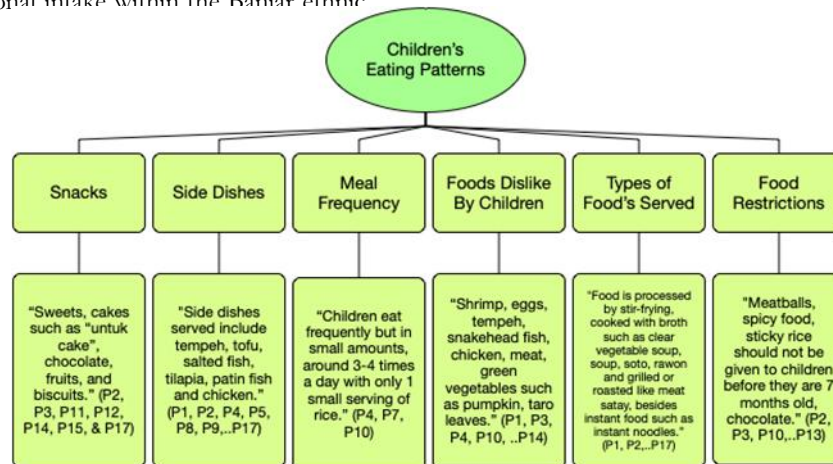 onal intake within the Banjar ethnic
Children's
Eating Patterns
Snacks
Side Dishes
Meal
Frequency
Foods Dislike
By Children
Types of
Food's Served
Food
Restrictions
"Sweets, cakes
such as "untuk
cake",
chocolate,
fruits, and
biscuits." (P2,
P3, P11, P12,
P14, P15, & P17)
"Side dishes
served include
tempeh, tofu,
salted fish,
tilapia, patin fish
and chicken."
(P1, P2, P4, P5,
P8, P9,..P17)
"Children eat
frequently but in
small amounts,
around 3-4 times
a day with only 1
small serving of
rice." (P4, P7,
P10)
"Shrimp, eggs,
tempeh,
snakehead fish,
chicken, meat,
green
vegetables such
as pumpkin, taro
leaves." (P1, P3,
P4, P10, ..P14)
"Food is processed
by stir-frying,
cooked with broth
such as clear
vegetable soup,
soup, soto, rawon
and grilled or
roasted like meat
satay, besides
instant food such as
instant noodles."
(P1, P2,..P17)
"Meatballs,
spicy food,
sticky rice
should not be
given to children
before they are 7
months old,
chocolate." (P2,
P3, P10,..P13)